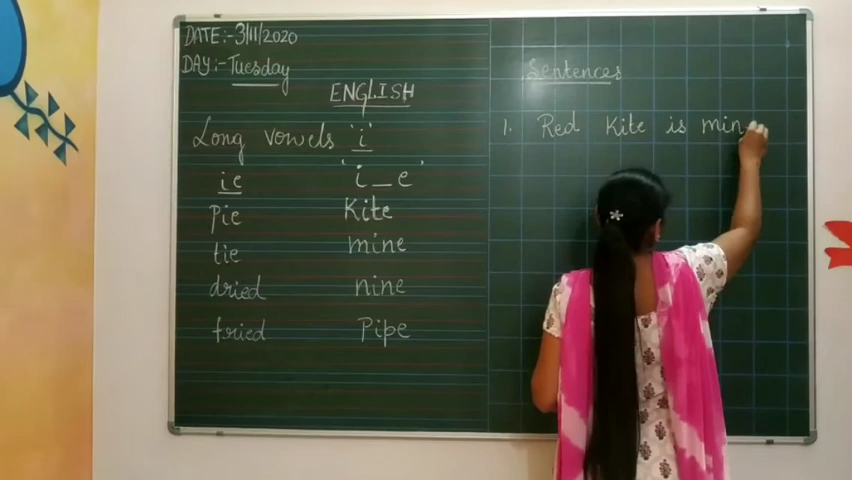 DATE:-3/11/2020
DAY:-Tuesday
ENGLISH
Long vowels 'i'
ie 'i_e'
pie Kite
tie mine
dried nine
fried Pipe
Sentences
1. Red Kite is min